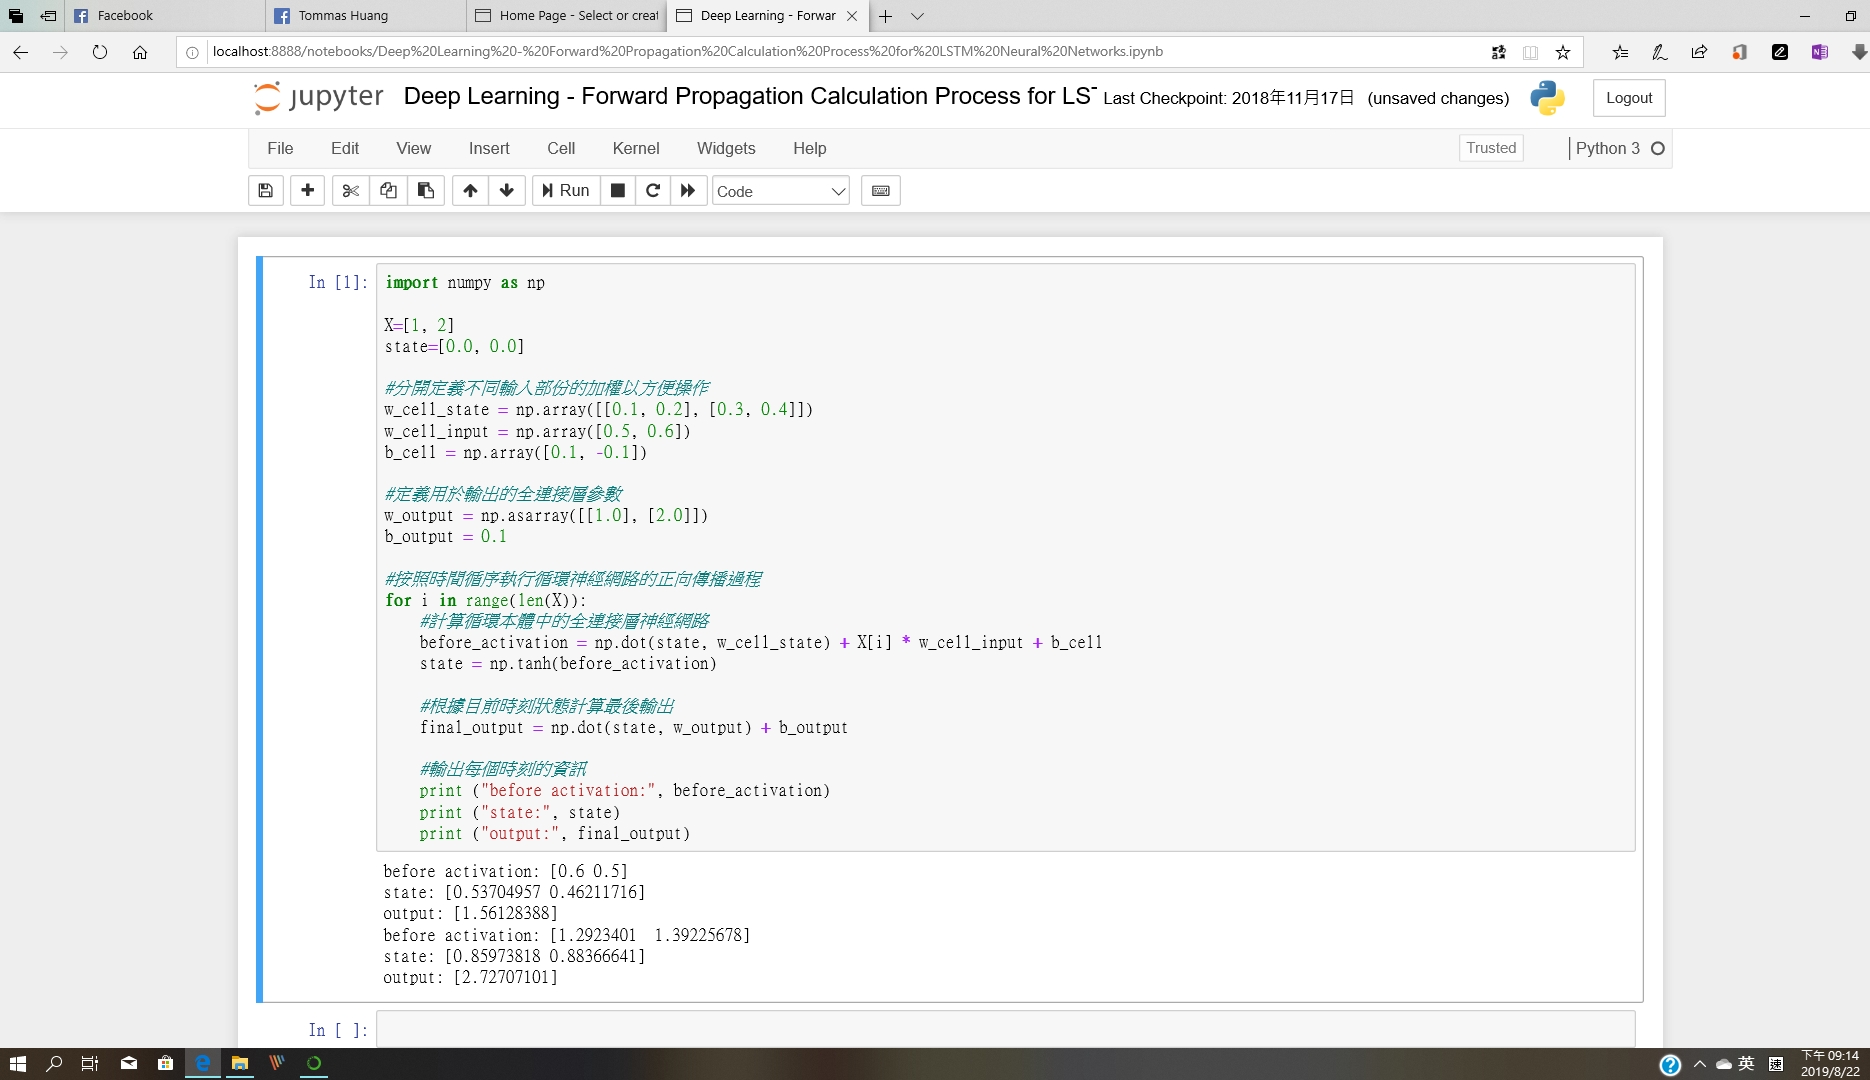 Facebook
Tommas Huang
Home Page - Select or creat
Deep Learning - Forwar
localhost:8888/notebooks/Deep%20Learning%20-%20Forward%20Propagation%20Calculation%20Process%20for%20LSTM%20Neural%20Networks.ipynb
jupyter Deep Learning - Forward Propagation Calculation Process for LS Last Checkpoint: 2018年11月17日 (unsaved changes) Logout
File Edit View Insert Cell Kernel Widgets Help Trusted Python 3
Run Code
In [1]: import numpy as np
X=[1, 2]
state=[0.0, 0.0]
#分開定義不同輸入部份的加權以方便操作
w_cell_state = np.array([[0.1, 0.2], [0.3, 0.4]])
w_cell_input = np.array([0.5, 0.6])
b_cell = np.array([0.1, -0.1])
#定義用於輸出的全連接層參數
w_output = np.asarray([[1.0], [2.0]])
b_output = 0.1
#按照時間循序執行循環神經網路的正向傳播過程
for i in range(len(X)):
    #計算循環本體中的全連接層神經網路
    before_activation = np.dot(state, w_cell_state) + X[i] * w_cell_input + b_cell
    state = np.tanh(before_activation)
    #根據目前時刻狀態計算最後輸出
    final_output = np.dot(state, w_output) + b_output
    #輸出每個時刻的資訊
    print ("before activation:", before_activation)
    print ("state:", state)
    print ("output:", final_output)
before activation: [0.6 0.5]
state: [0.53704957 0.46211716]
output: [1.56128388]
before activation: [1.2923401  1.39225678]
state: [0.85973818 0.88366641]
output: [2.72707101]
In [ ]:
英
下午 09:14
2019/8/22